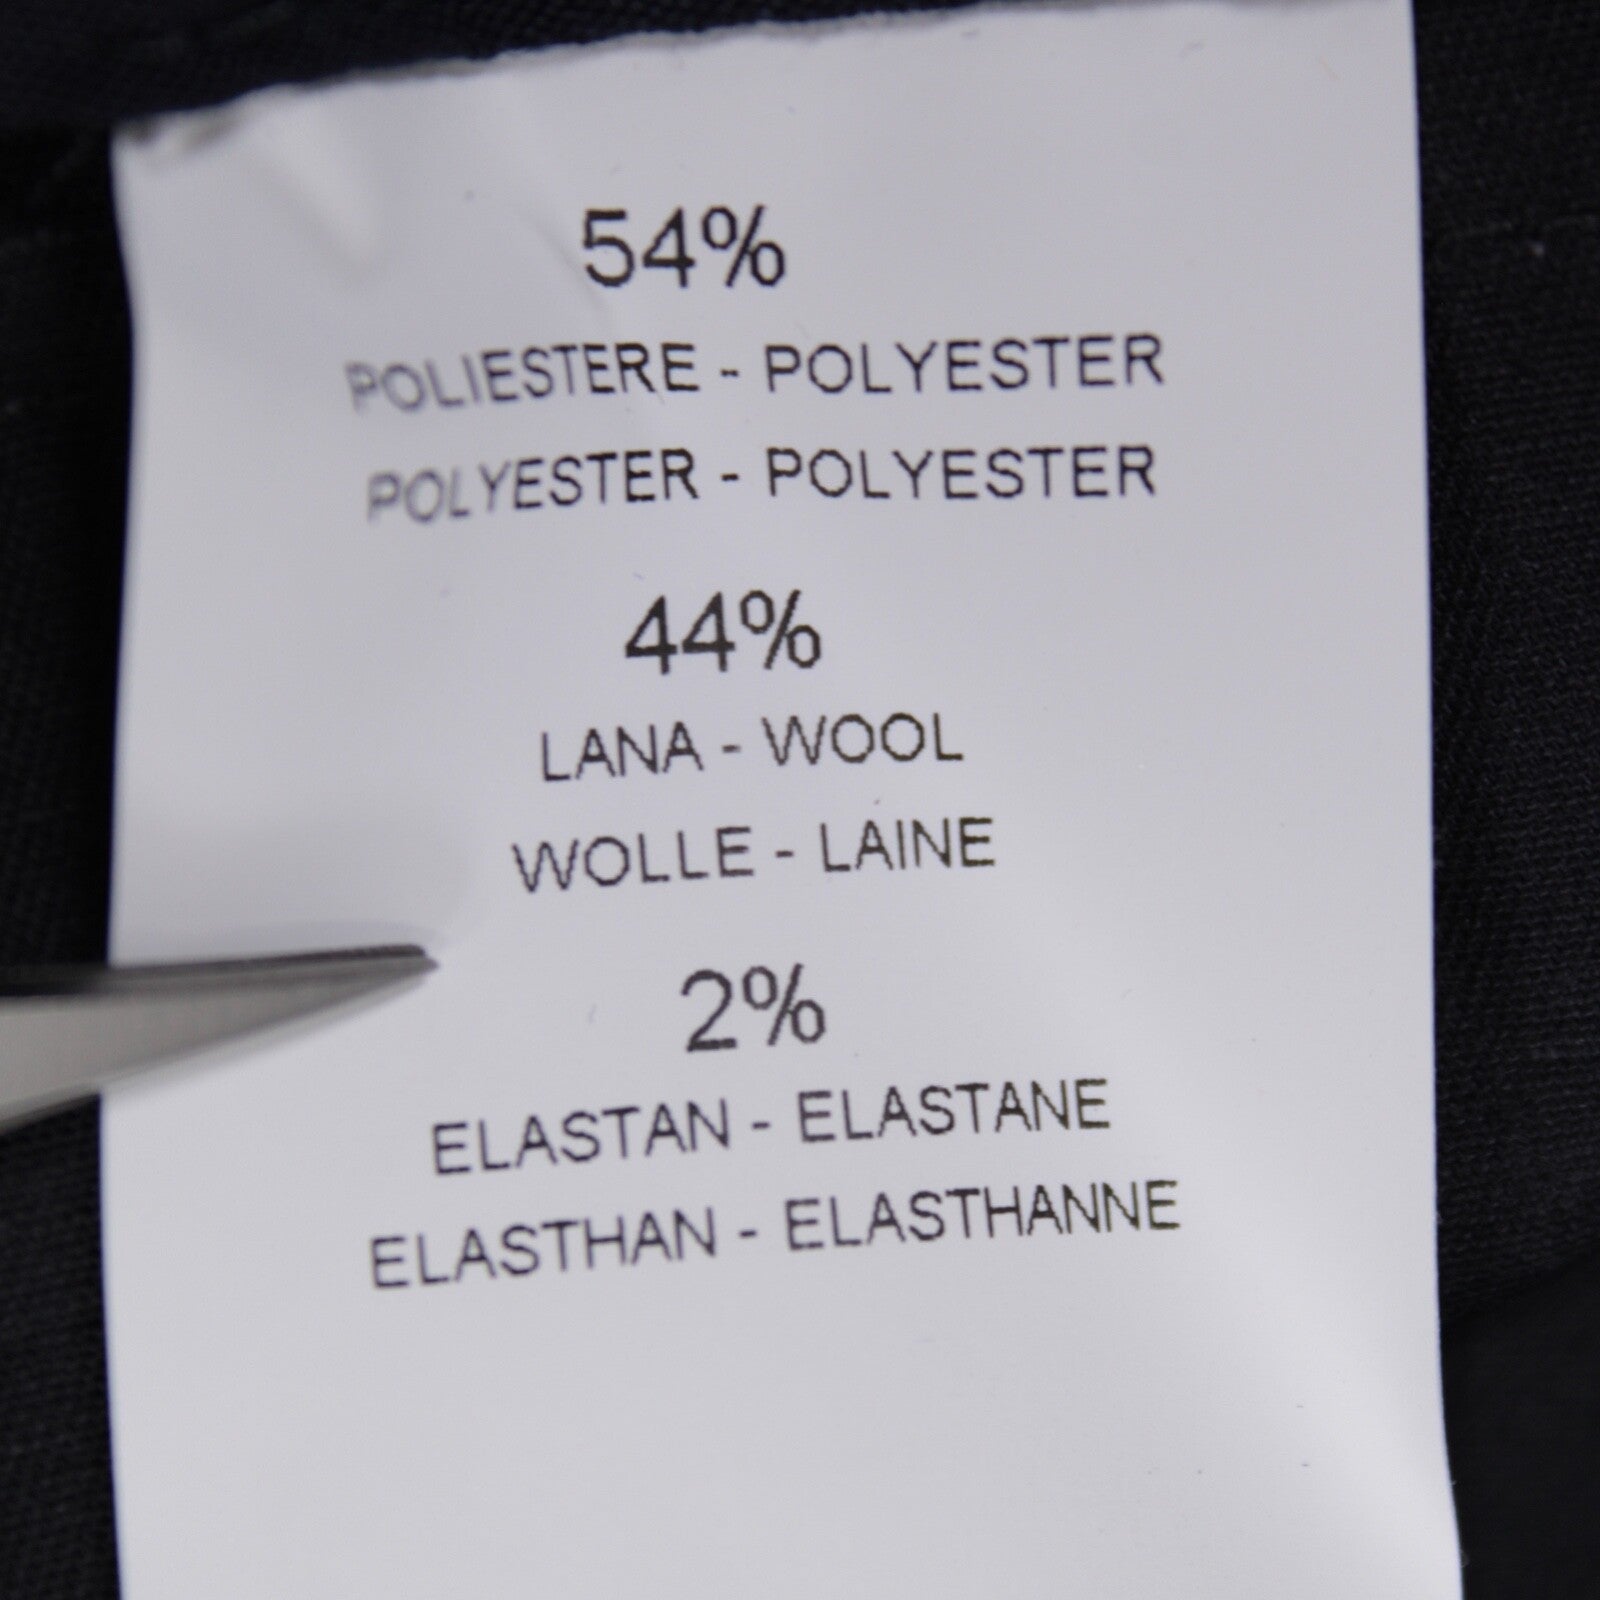 54%
POLIESTERE - POLYESTER
POLYESTER - POLYESTER
44%
LANA - WOOL
WOLLE - LAINE
2%
ELASTAN - ELASTANE
ELASTHAN - ELASTHANNE